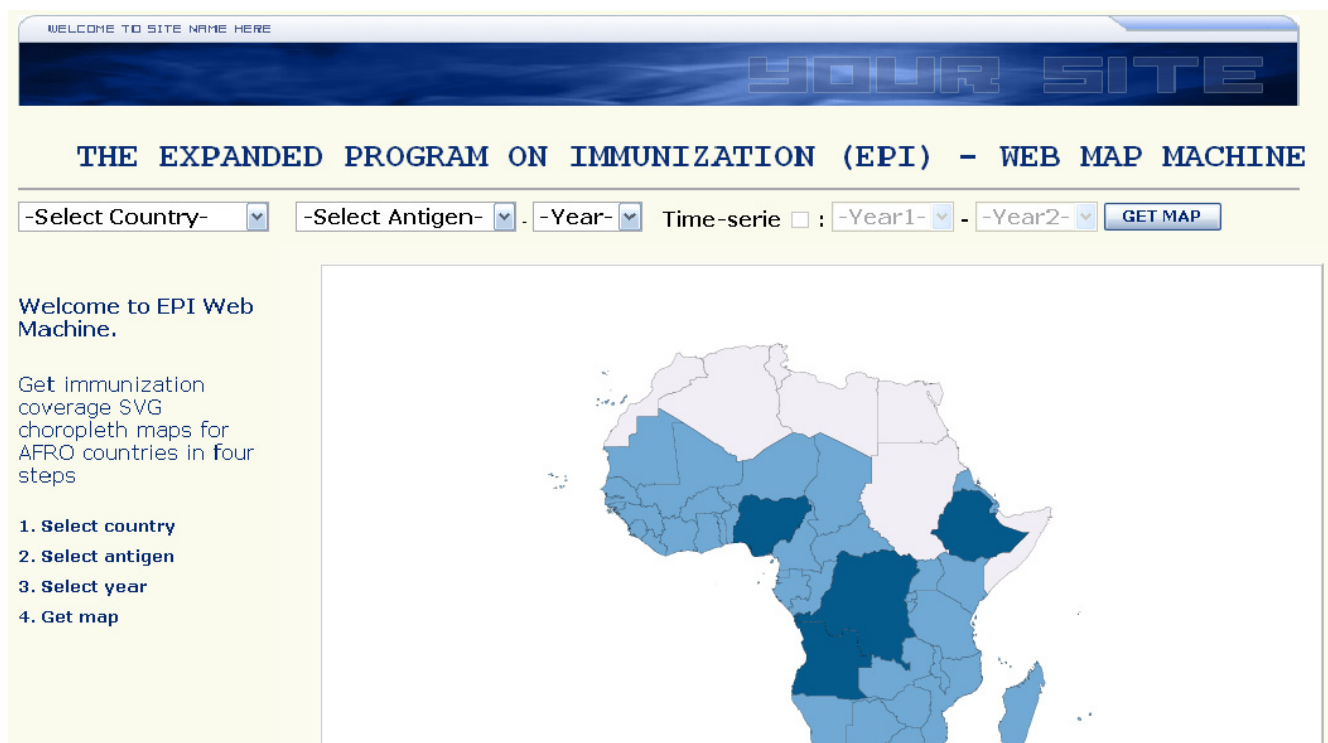 WELCOME TO SITE NAME HERE
YOUR SITE
THE EXPANDED PROGRAM ON IMMUNIZATION (EPI) - WEB MAP MACHINE
-Select Country- -Select Antigen- - -Year- Time-serie : -Year1- - -Year2- GET MAP
Welcome to EPI Web
Machine.
Get immunization
coverage SVG
choropleth maps for
AFRO countries in four
steps
1. Select country
2. Select antigen
3. Select year
4. Get map